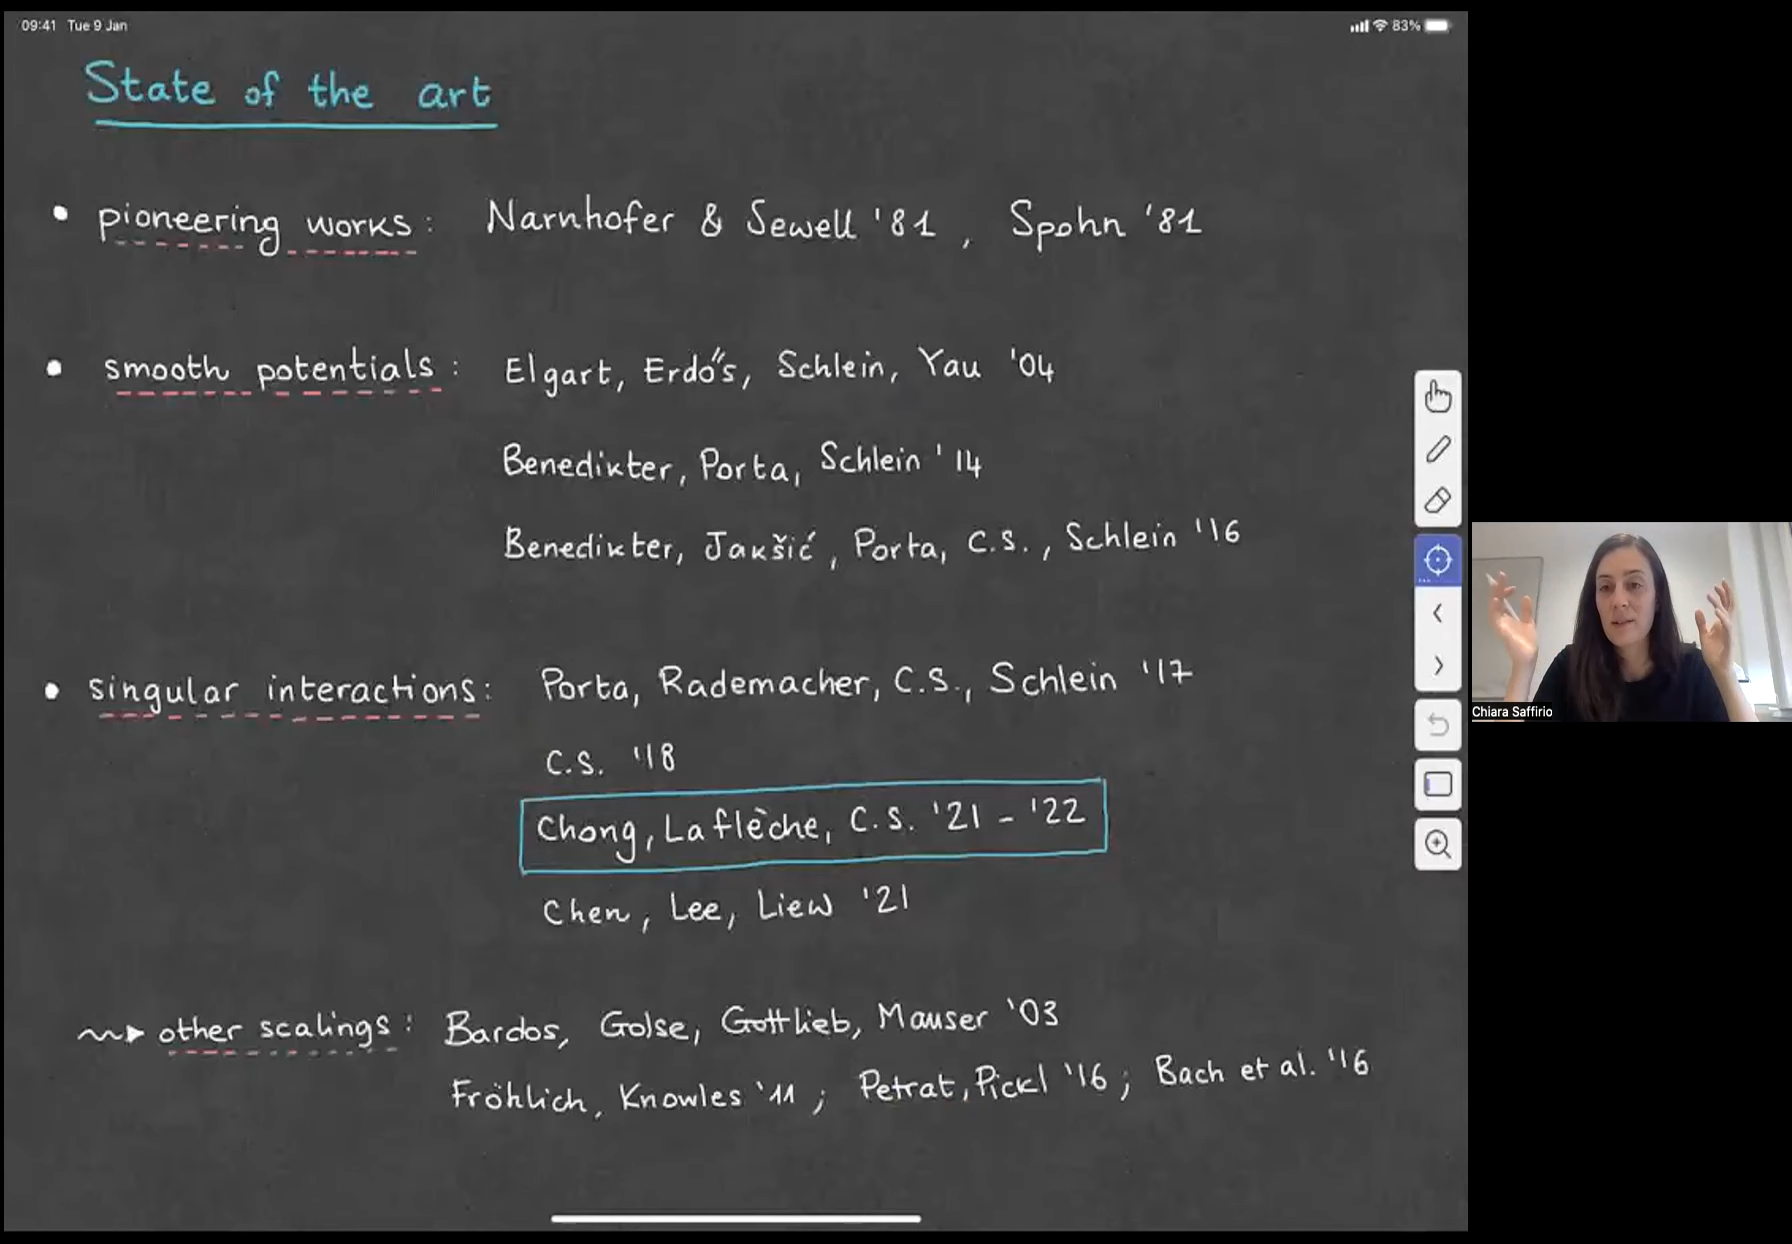 09:41 Tue 9 Jan 83%
State of the art
• pioneering works: Narnhofer & Sewell '81, Spohn '81
• smooth potentials: Elgart, Erdős, Schlein, Yau '04
Benedikter, Porta, Schlein '14
Benedikter, Jakšić, Porta, C.S., Schlein '16
• singular interactions: Porta, Rademacher, C.S., Schlein '17
C.S. '18
Chong, Laflèche, C.S. '21 - '22
Chen, Lee, Liew '21
other scalings: Bardos, Golse, Gottlieb, Mauser '03
Fröhlich, Knowles '11; Petrat, Pickl '16; Bach et al. '16
Chiara Saffirio